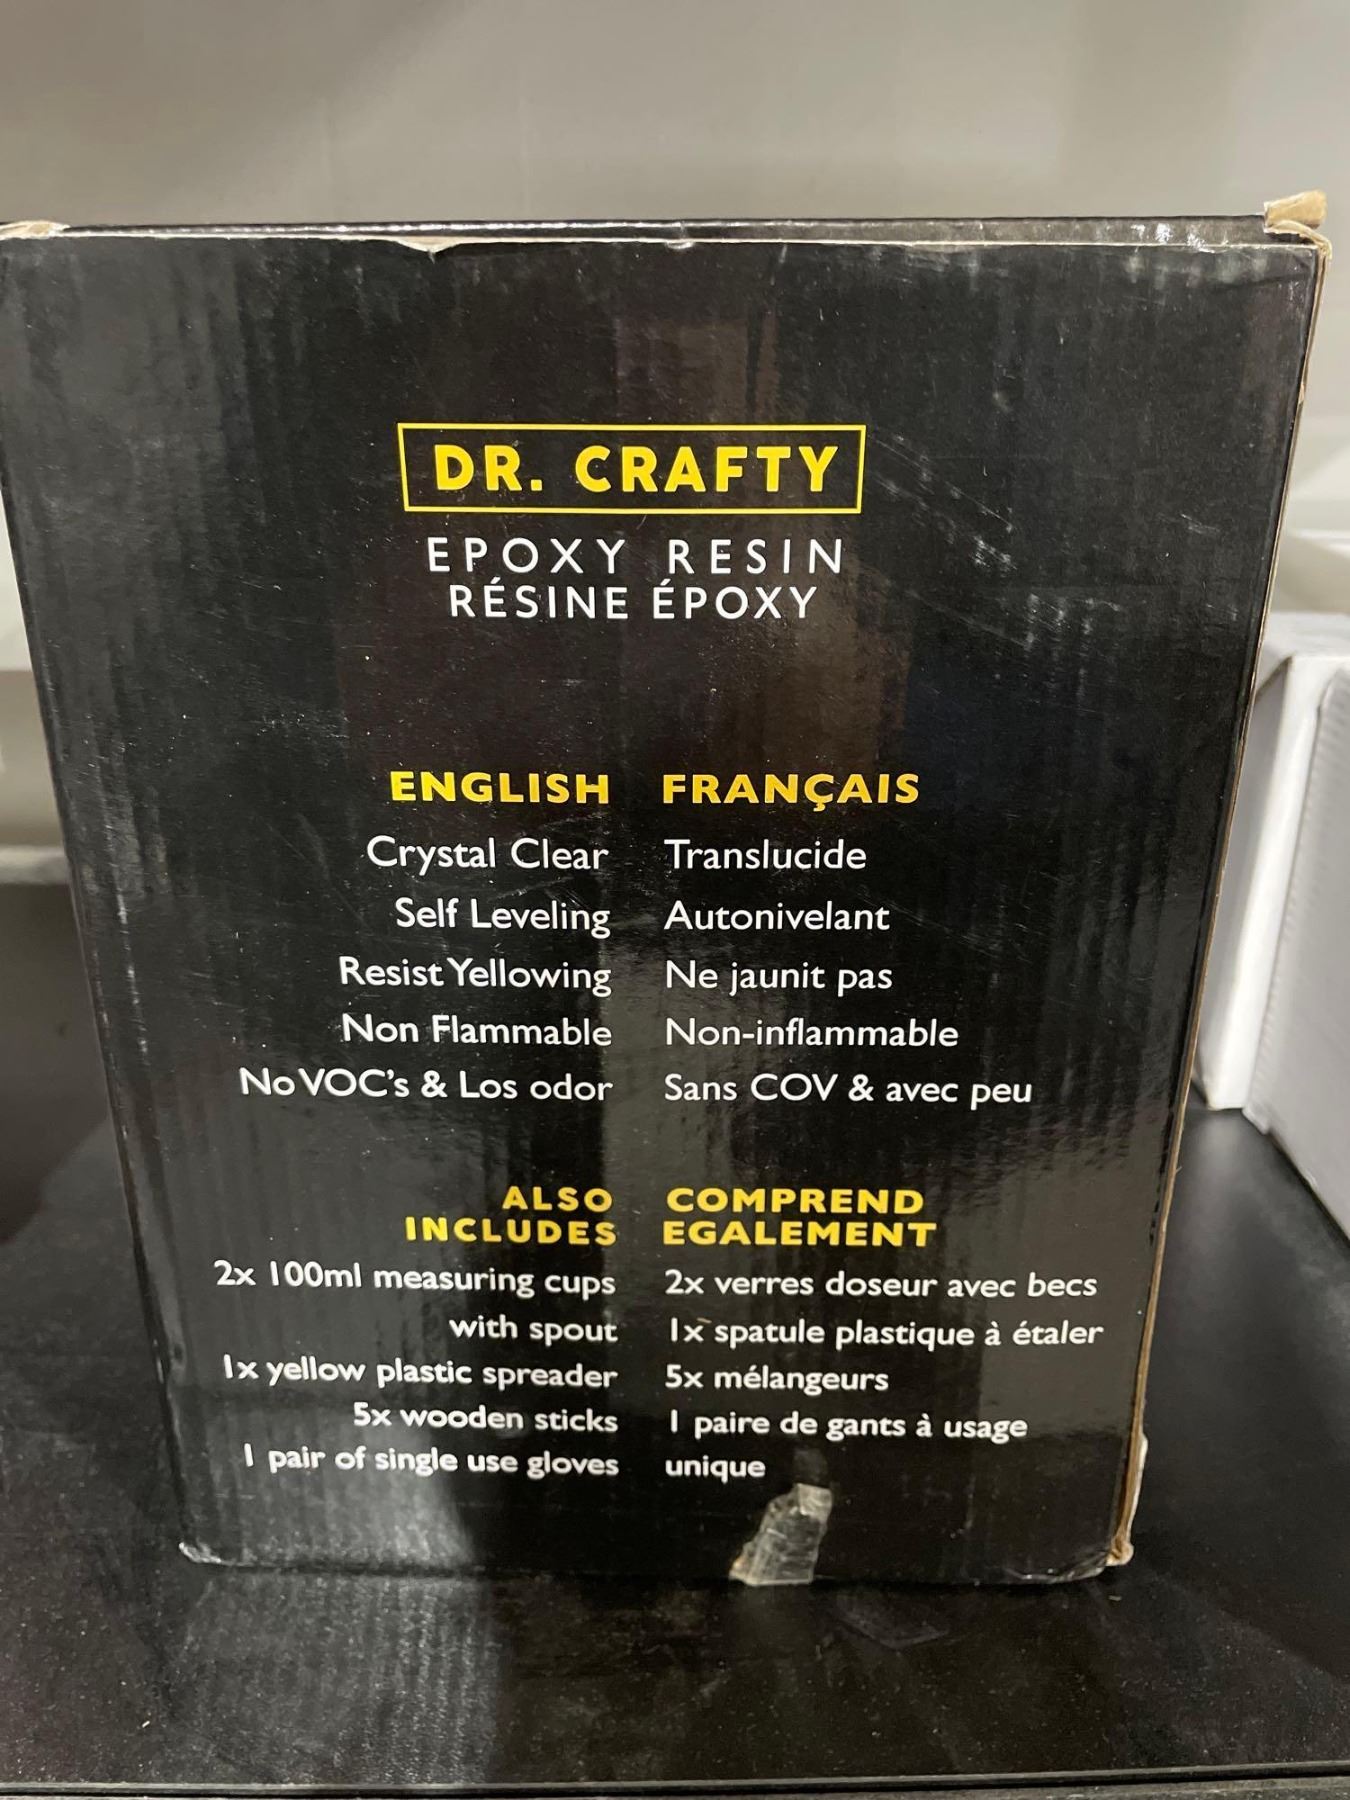 DR. CRAFTY
EPOXY RESIN
RÉSINE ÉPOXY
ENGLISH
Crystal Clear
Self Leveling
Resist Yellowing
Non Flammable
No VOC's & Los odor
FRANÇAIS
Translucide
Autonivelant
Ne jaunit pas
Non-inflammable
Sans COV & avec peu
ALSO
INCLUDES
2x 100ml measuring cups
with spout
1x yellow plastic spreader
5x wooden sticks
1 pair of single use gloves
COMPREND
EGALEMENT
2x verres doseur avec becs
1x spatule plastique à étaler
5x mélangeurs
1 paire de gants à usage
unique